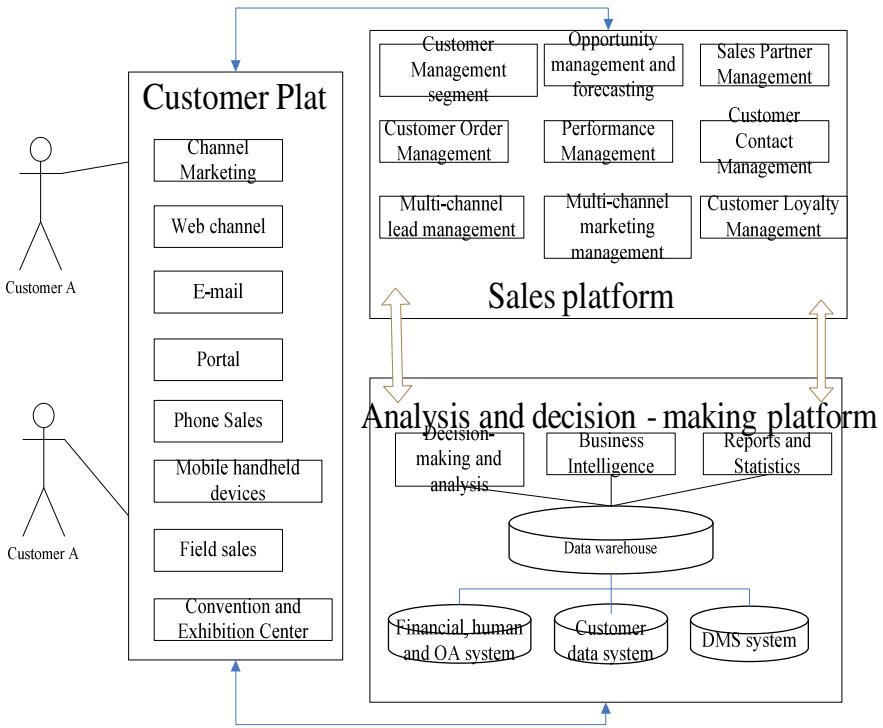 Customer Plat
Channel
Marketing
Web channel
E-mail
Portal
Phone Sales
Mobile handheld
devices
Field sales
Convention and
Exhibition Center
Customer A
Customer A
Customer
Management
segment
Opportunity
management and
forecasting
Sales Partner
Management
Customer Order
Management
Performance
Management
Customer
Contact
Management
Multi-channel
lead management
Multi-channel
marketing
management
Customer Loyalty
Management
Sales platform
Analysis and decision - making platform
Decision-
making and
analysis
Business
Intelligence
Reports and
Statistics
Data warehouse
Financial, human
and OA system
Customer
data system
DMS system